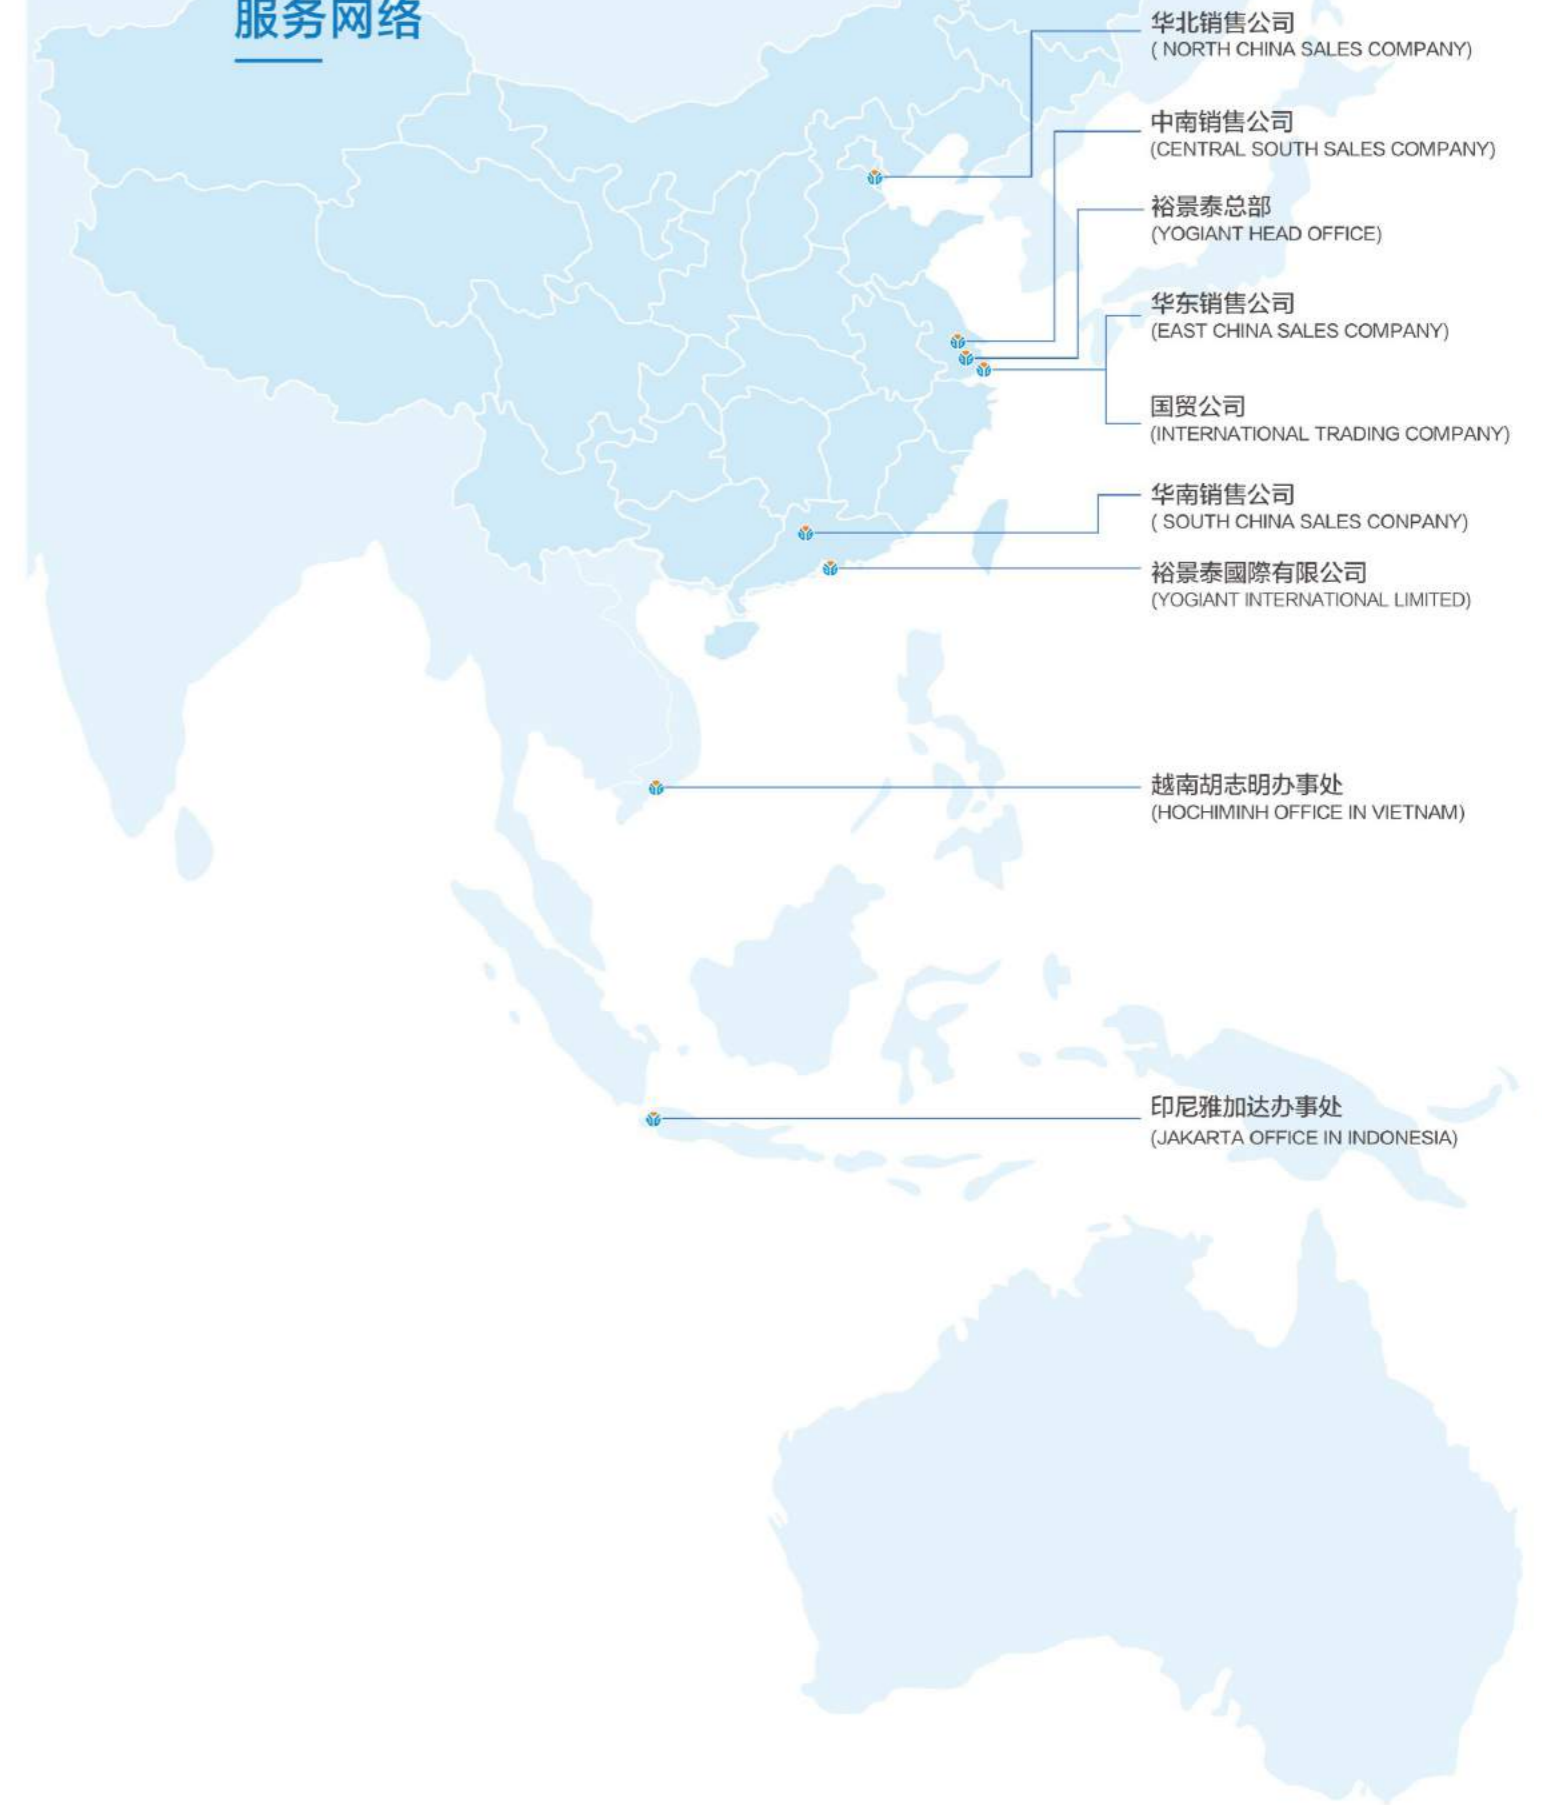 服务网络
华北销售公司
( NORTH CHINA SALES COMPANY)
中南销售公司
(CENTRAL SOUTH SALES COMPANY)
裕景泰总部
(YOGIANT HEAD OFFICE)
华东销售公司
(EAST CHINA SALES COMPANY)
国贸公司
(INTERNATIONAL TRADING COMPANY)
华南销售公司
( SOUTH CHINA SALES CONPANY)
裕景泰國際有限公司
(YOGIANT INTERNATIONAL LIMITED)
越南胡志明办事处
(HOCHIMINH OFFICE IN VIETNAM)
印尼雅加达办事处
(JAKARTA OFFICE IN INDONESIA)